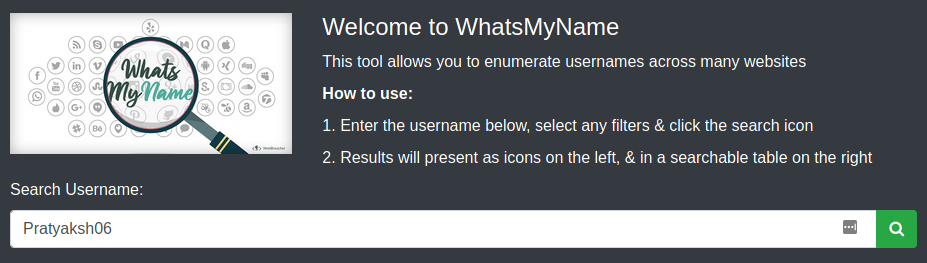 Whats
MyName
Welcome to WhatsMyName
This tool allows you to enumerate usernames across many websites
How to use:
1. Enter the username below, select any filters & click the search icon
2. Results will present as icons on the left, & in a searchable table on the right
Search Username:
Pratyaksh06